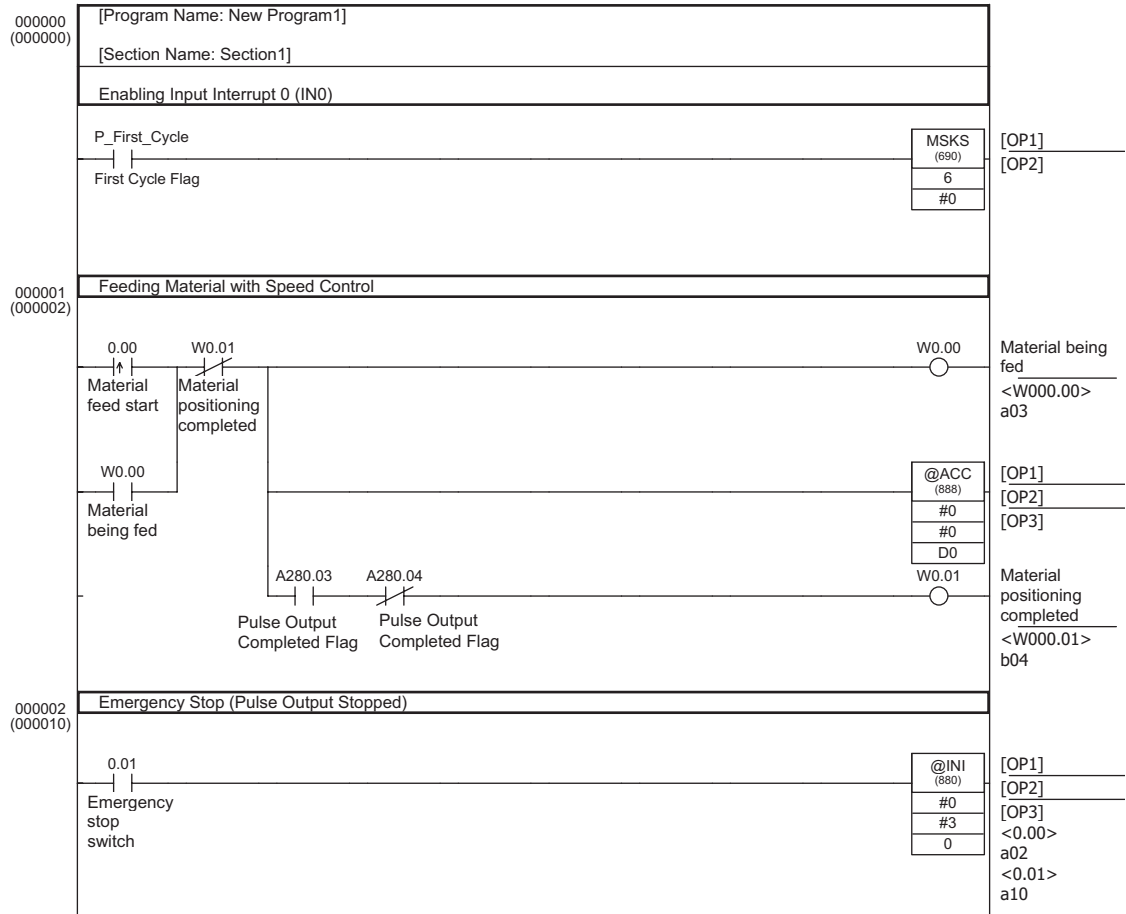 000000
(000000)
[Program Name: New Program1]
[Section Name: Section1]
Enabling Input Interrupt 0 (IN0)
P_First_Cycle
First Cycle Flag
MSKS
(690)
6
#0
[OP1]
[OP2]
000001
(000002)
Feeding Material with Speed Control
0.00
Material
feed start
W0.01
Material
positioning
completed
W0.00
Material being
fed
<W000.00>
a03
W0.00
Material
being fed
@ACC
(888)
#0
#0
D0
[OP1]
[OP2]
[OP3]
A280.03
Pulse Output
Completed Flag
A280.04
Pulse Output
Completed Flag
W0.01
Material
positioning
completed
<W000.01>
b04
000002
(000010)
Emergency Stop (Pulse Output Stopped)
0.01
Emergency
stop
switch
@INI
(880)
#0
#3
0
[OP1]
[OP2]
[OP3]
<0.00>
a02
<0.01>
a10